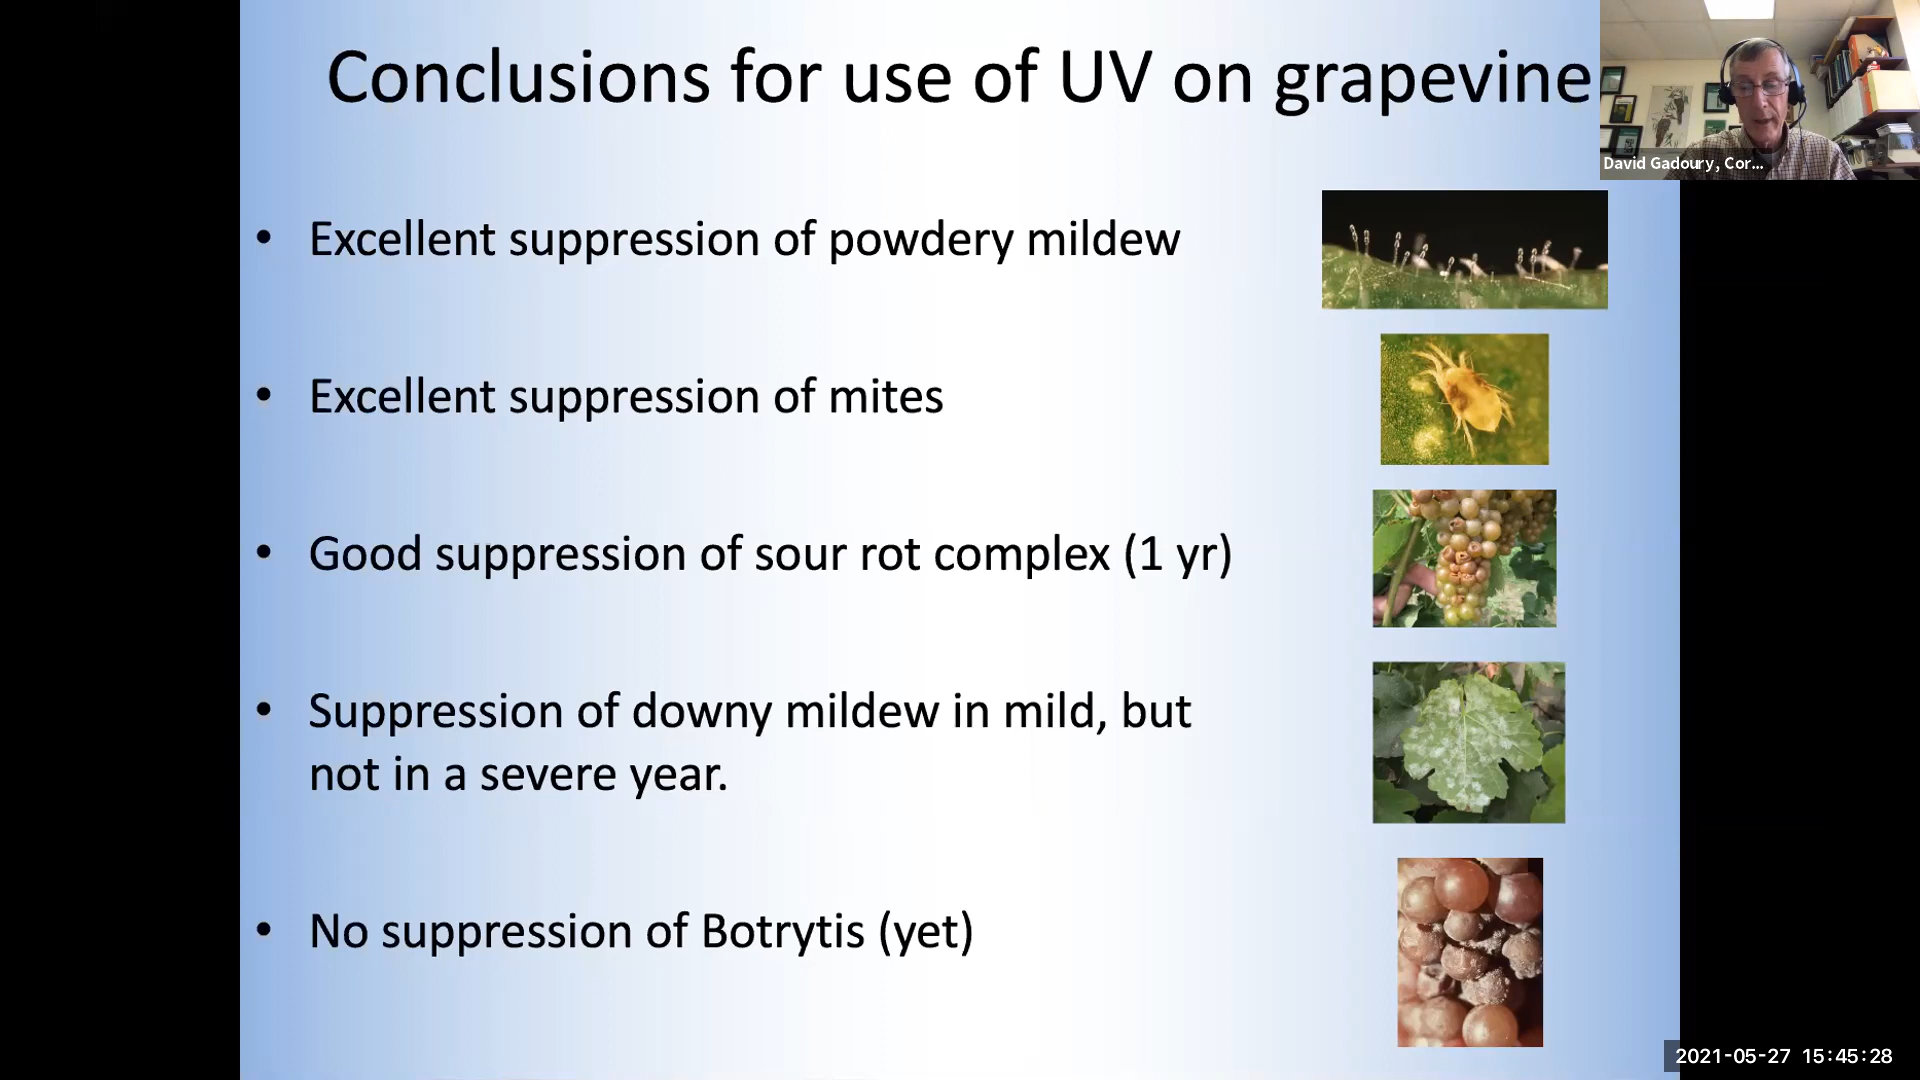 Conclusions for use of UV on grapevine
David Gadoury, Cor...
• Excellent suppression of powdery mildew
• Excellent suppression of mites
• Good suppression of sour rot complex (1 yr)
• Suppression of downy mildew in mild, but
not in a severe year.
• No suppression of Botrytis (yet)
2021-05-27 15:45:28